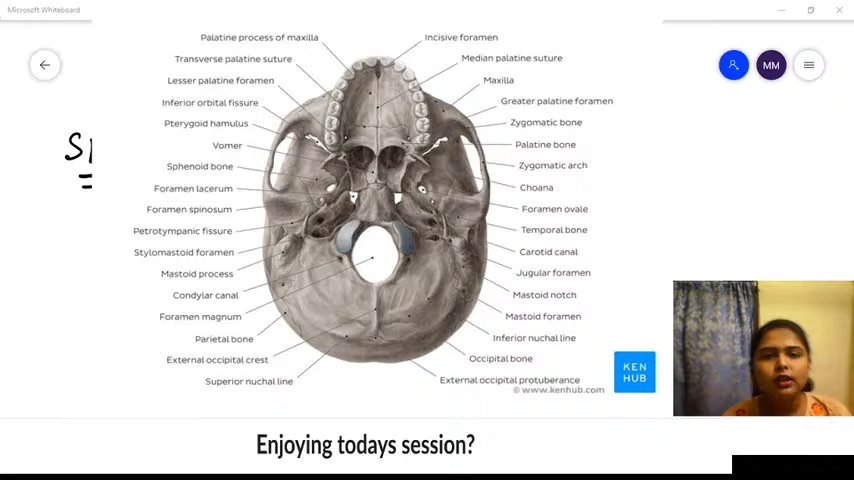 Microsoft Whiteboard
MM
Palatine process of maxilla
Transverse palatine suture
Lesser palatine foramen
Inferior orbital fissure
Pterygoid hamulus
Vomer
Sphenoid bone
Foramen lacerum
Foramen spinosum
Petrotympanic fissure
Stylomastoid foramen
Mastoid process
Condylar canal
Foramen magnum
Parietal bone
External occipital crest
Superior nuchal line
Incisive foramen
Median palatine suture
Maxilla
Greater palatine foramen
Zygomatic bone
Palatine bone
Zygomatic arch
Choana
Foramen ovale
Temporal bone
Carotid canal
Jugular foramen
Mastoid notch
Mastoid foramen
Inferior nuchal line
Occipital bone
External occipital protuberance
KEN
HUB
© www.kenhub.com
Enjoying todays session?